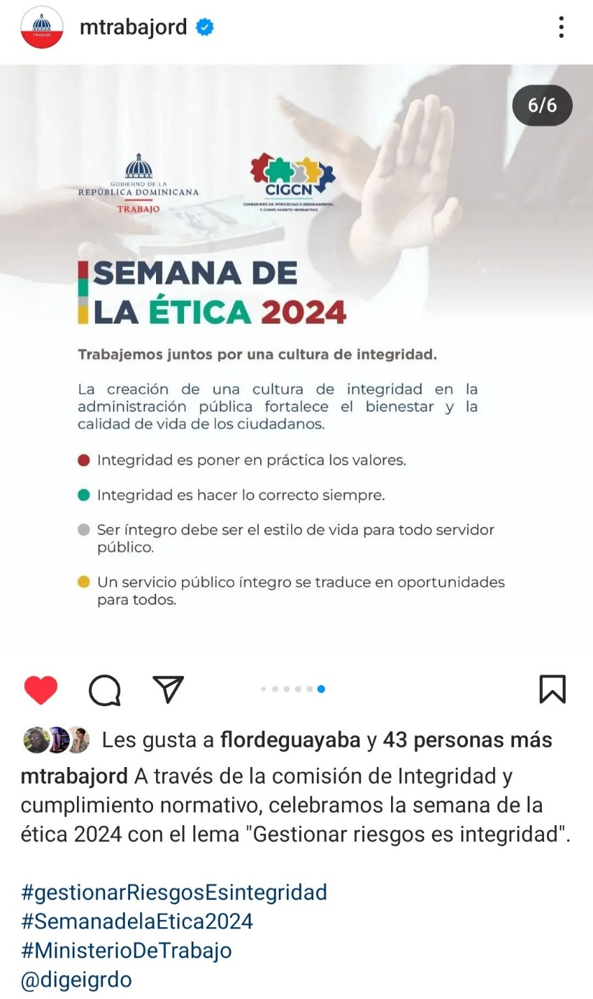 TRABAJO
mtrabajord
6/6
GOBIERNO DE LA
REPÚBLICA DOMINICANA
TRABAJO
CIGCN
COMISIONES DE INTEGRIDAD GUBERNAMENTAL
Y CUMPLIMIENTO NORMATIVO
SEMANA DE
LA ÉTICA 2024
Trabajemos juntos por una cultura de integridad.
La creación de una cultura de integridad en la
administración pública fortalece el bienestar y la
calidad de vida de los ciudadanos.
Integridad es poner en práctica los valores.
Integridad es hacer lo correcto siempre.
Ser íntegro debe ser el estilo de vida para todo servidor
público.
Un servicio público íntegro se traduce en oportunidades
para todos.
Les gusta a flordeguayaba y 43 personas más
mtrabajord A través de la comisión de Integridad y
cumplimiento normativo, celebramos la semana de la
ética 2024 con el lema "Gestionar riesgos es integridad".
#gestionarRiesgosEsintegridad
#SemanadelaEtica2024
#MinisterioDeTrabajo
@digeigrdo